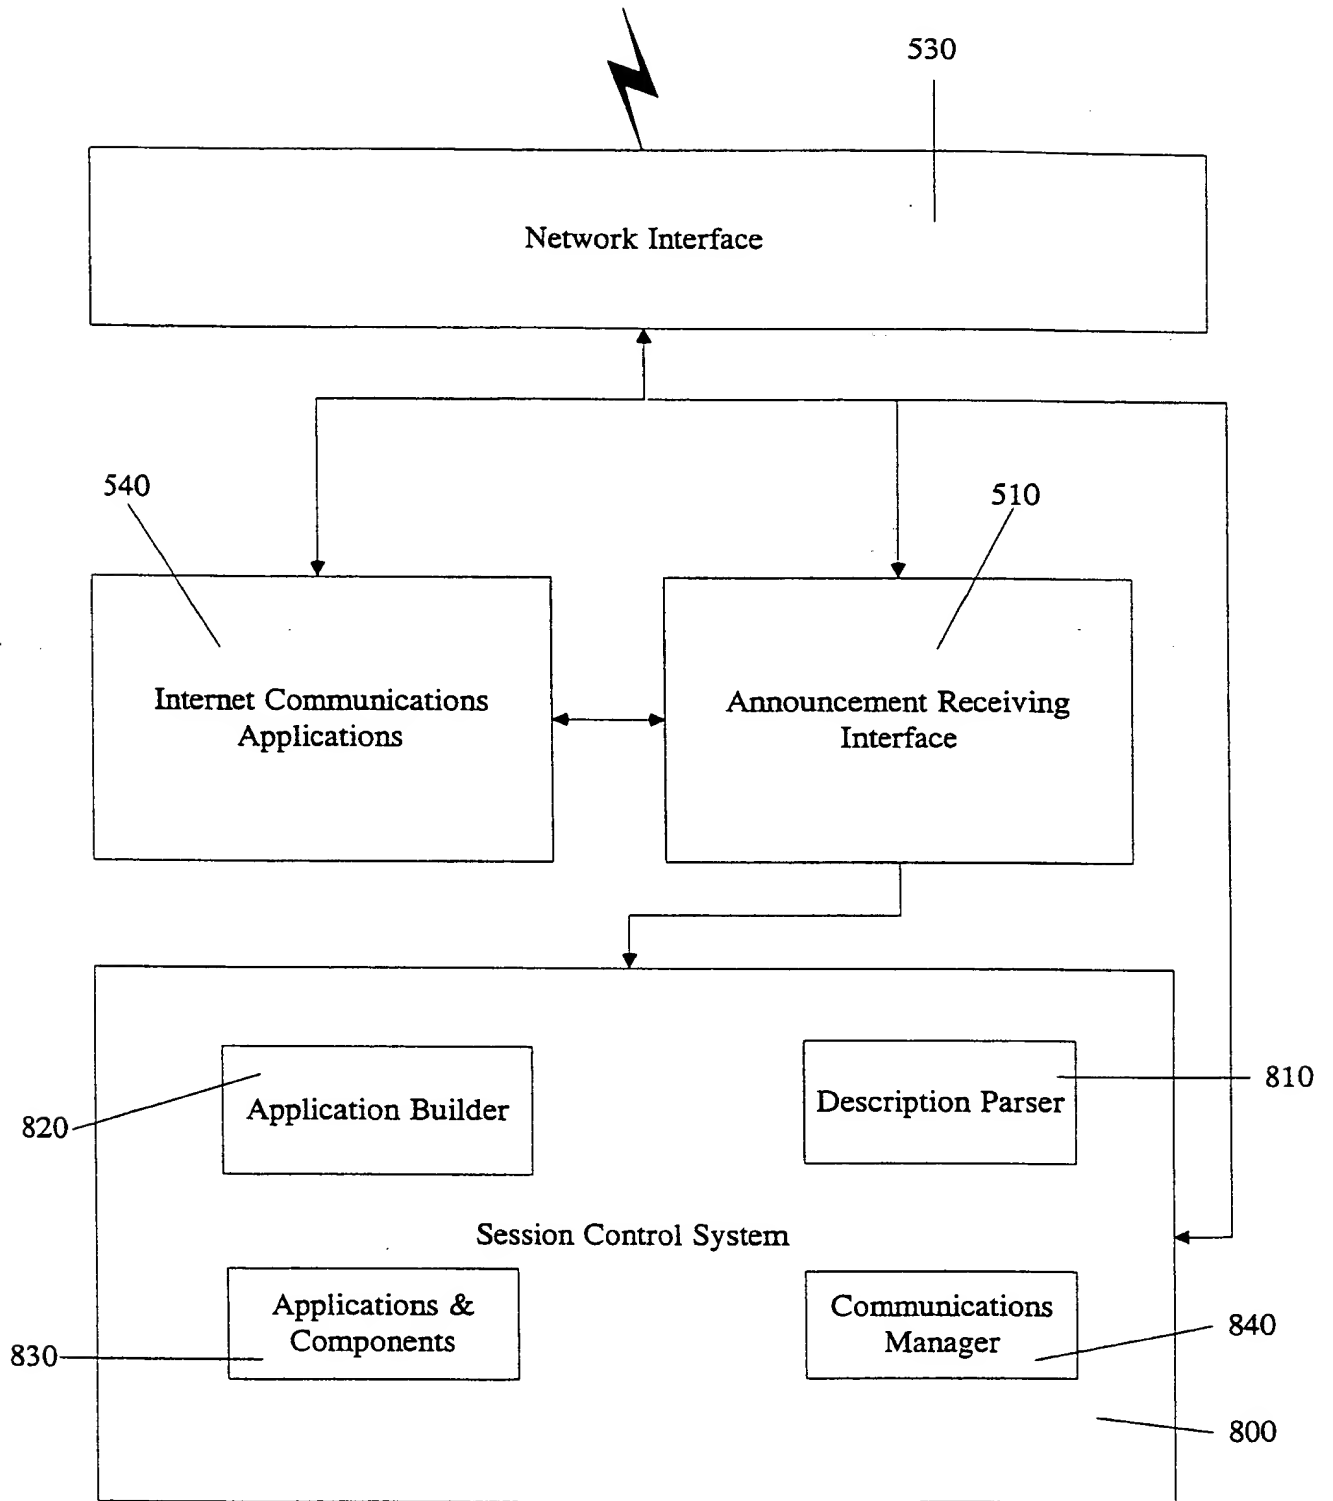 530
Network Interface
540
510
Internet Communications
Applications
Announcement Receiving
Interface
Application Builder
820
Description Parser
810
Session Control System
Applications &
Components
830
Communications
Manager
840
800